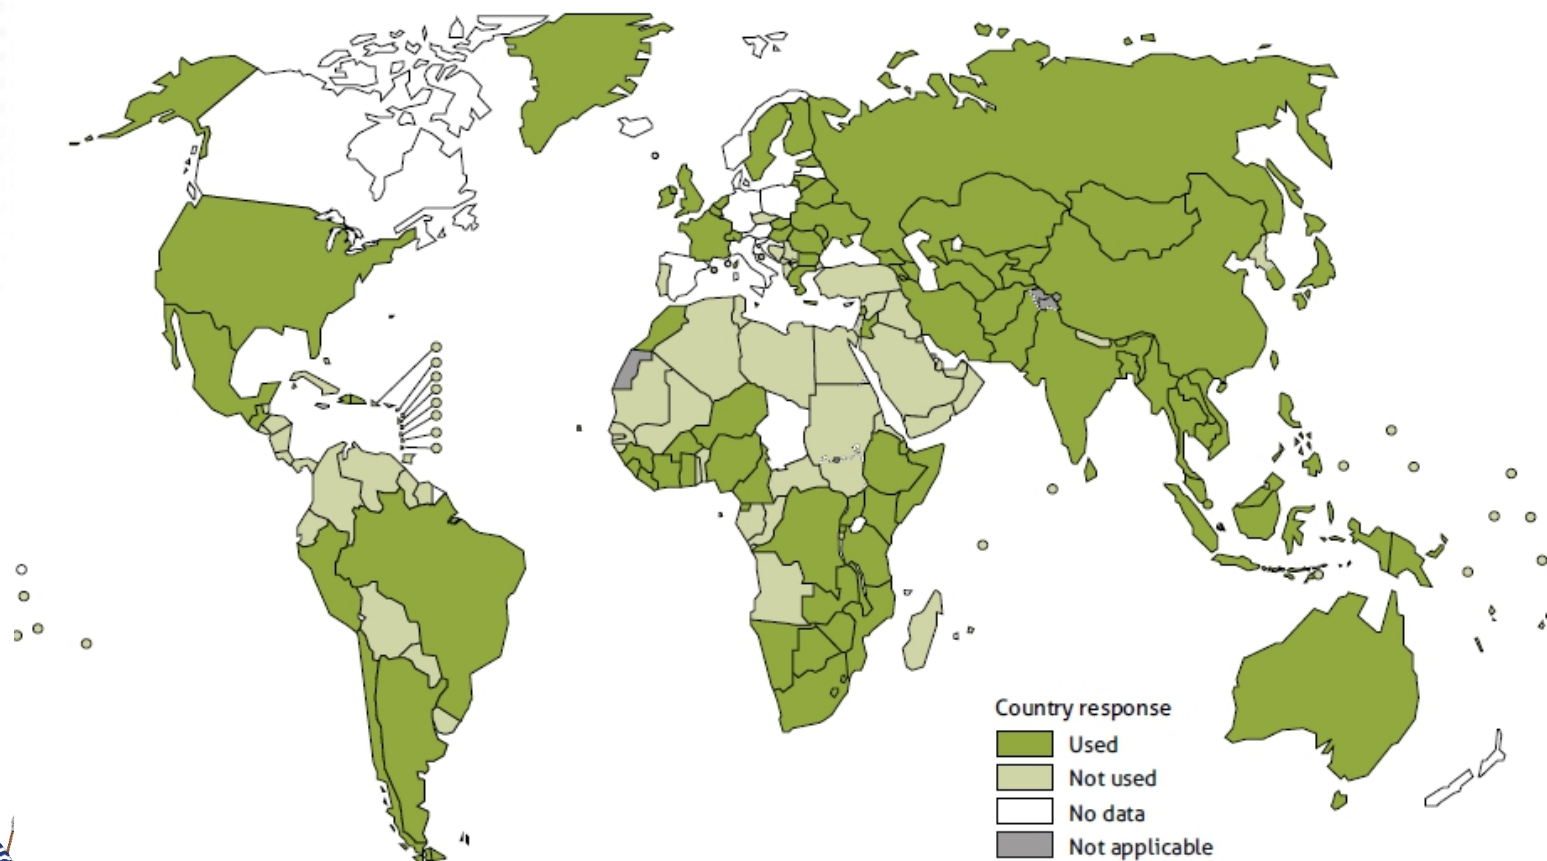 Country response
Used
Not used
No data
Not applicable